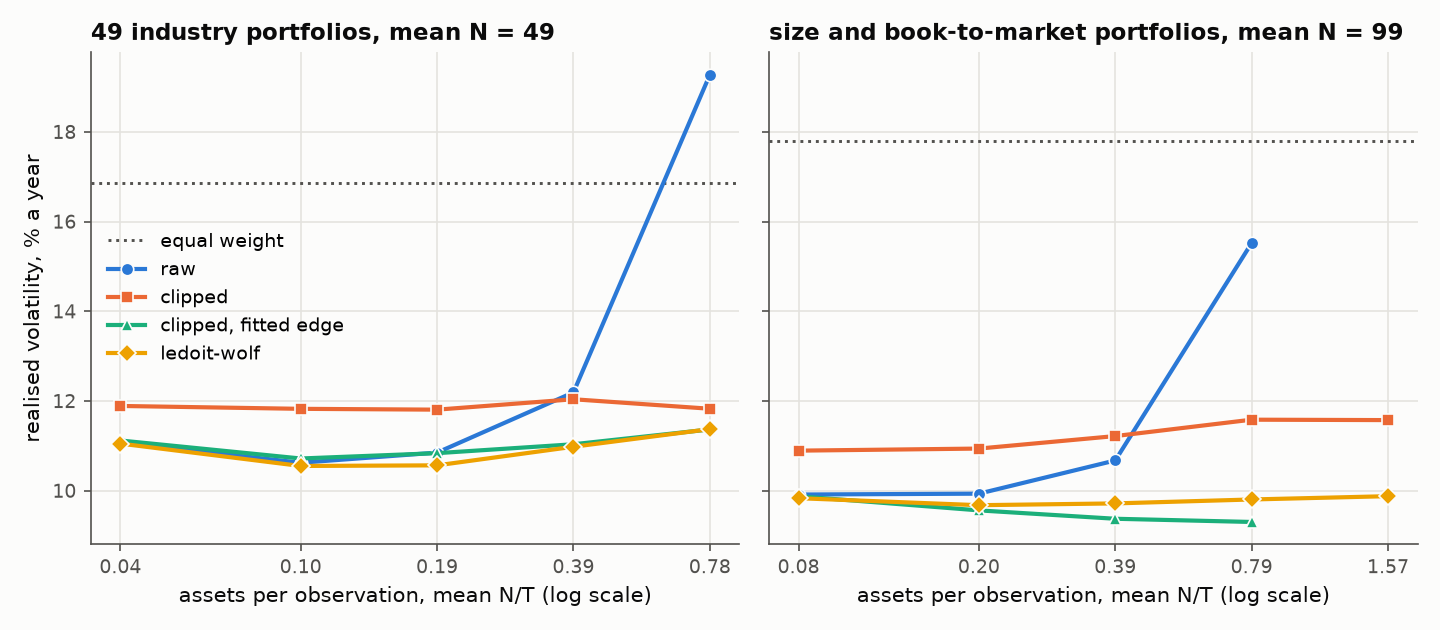 49 industry portfolios, mean N = 49
size and book-to-market portfolios, mean N = 99
realised volatility, % a year
18
16
14
12
10
equal weight
raw
clipped
clipped, fitted edge
ledoit-wolf
0.04 0.10 0.19 0.39 0.78
0.08 0.20 0.39 0.79 1.57
assets per observation, mean N/T (log scale)
assets per observation, mean N/T (log scale)